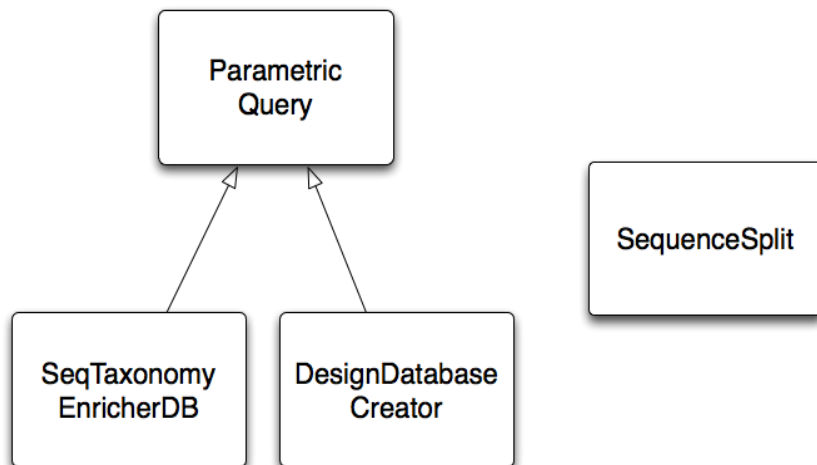 Parametric
Query
SequenceSplit
SeqTaxonomy
EnricherDB
DesignDatabase
Creator